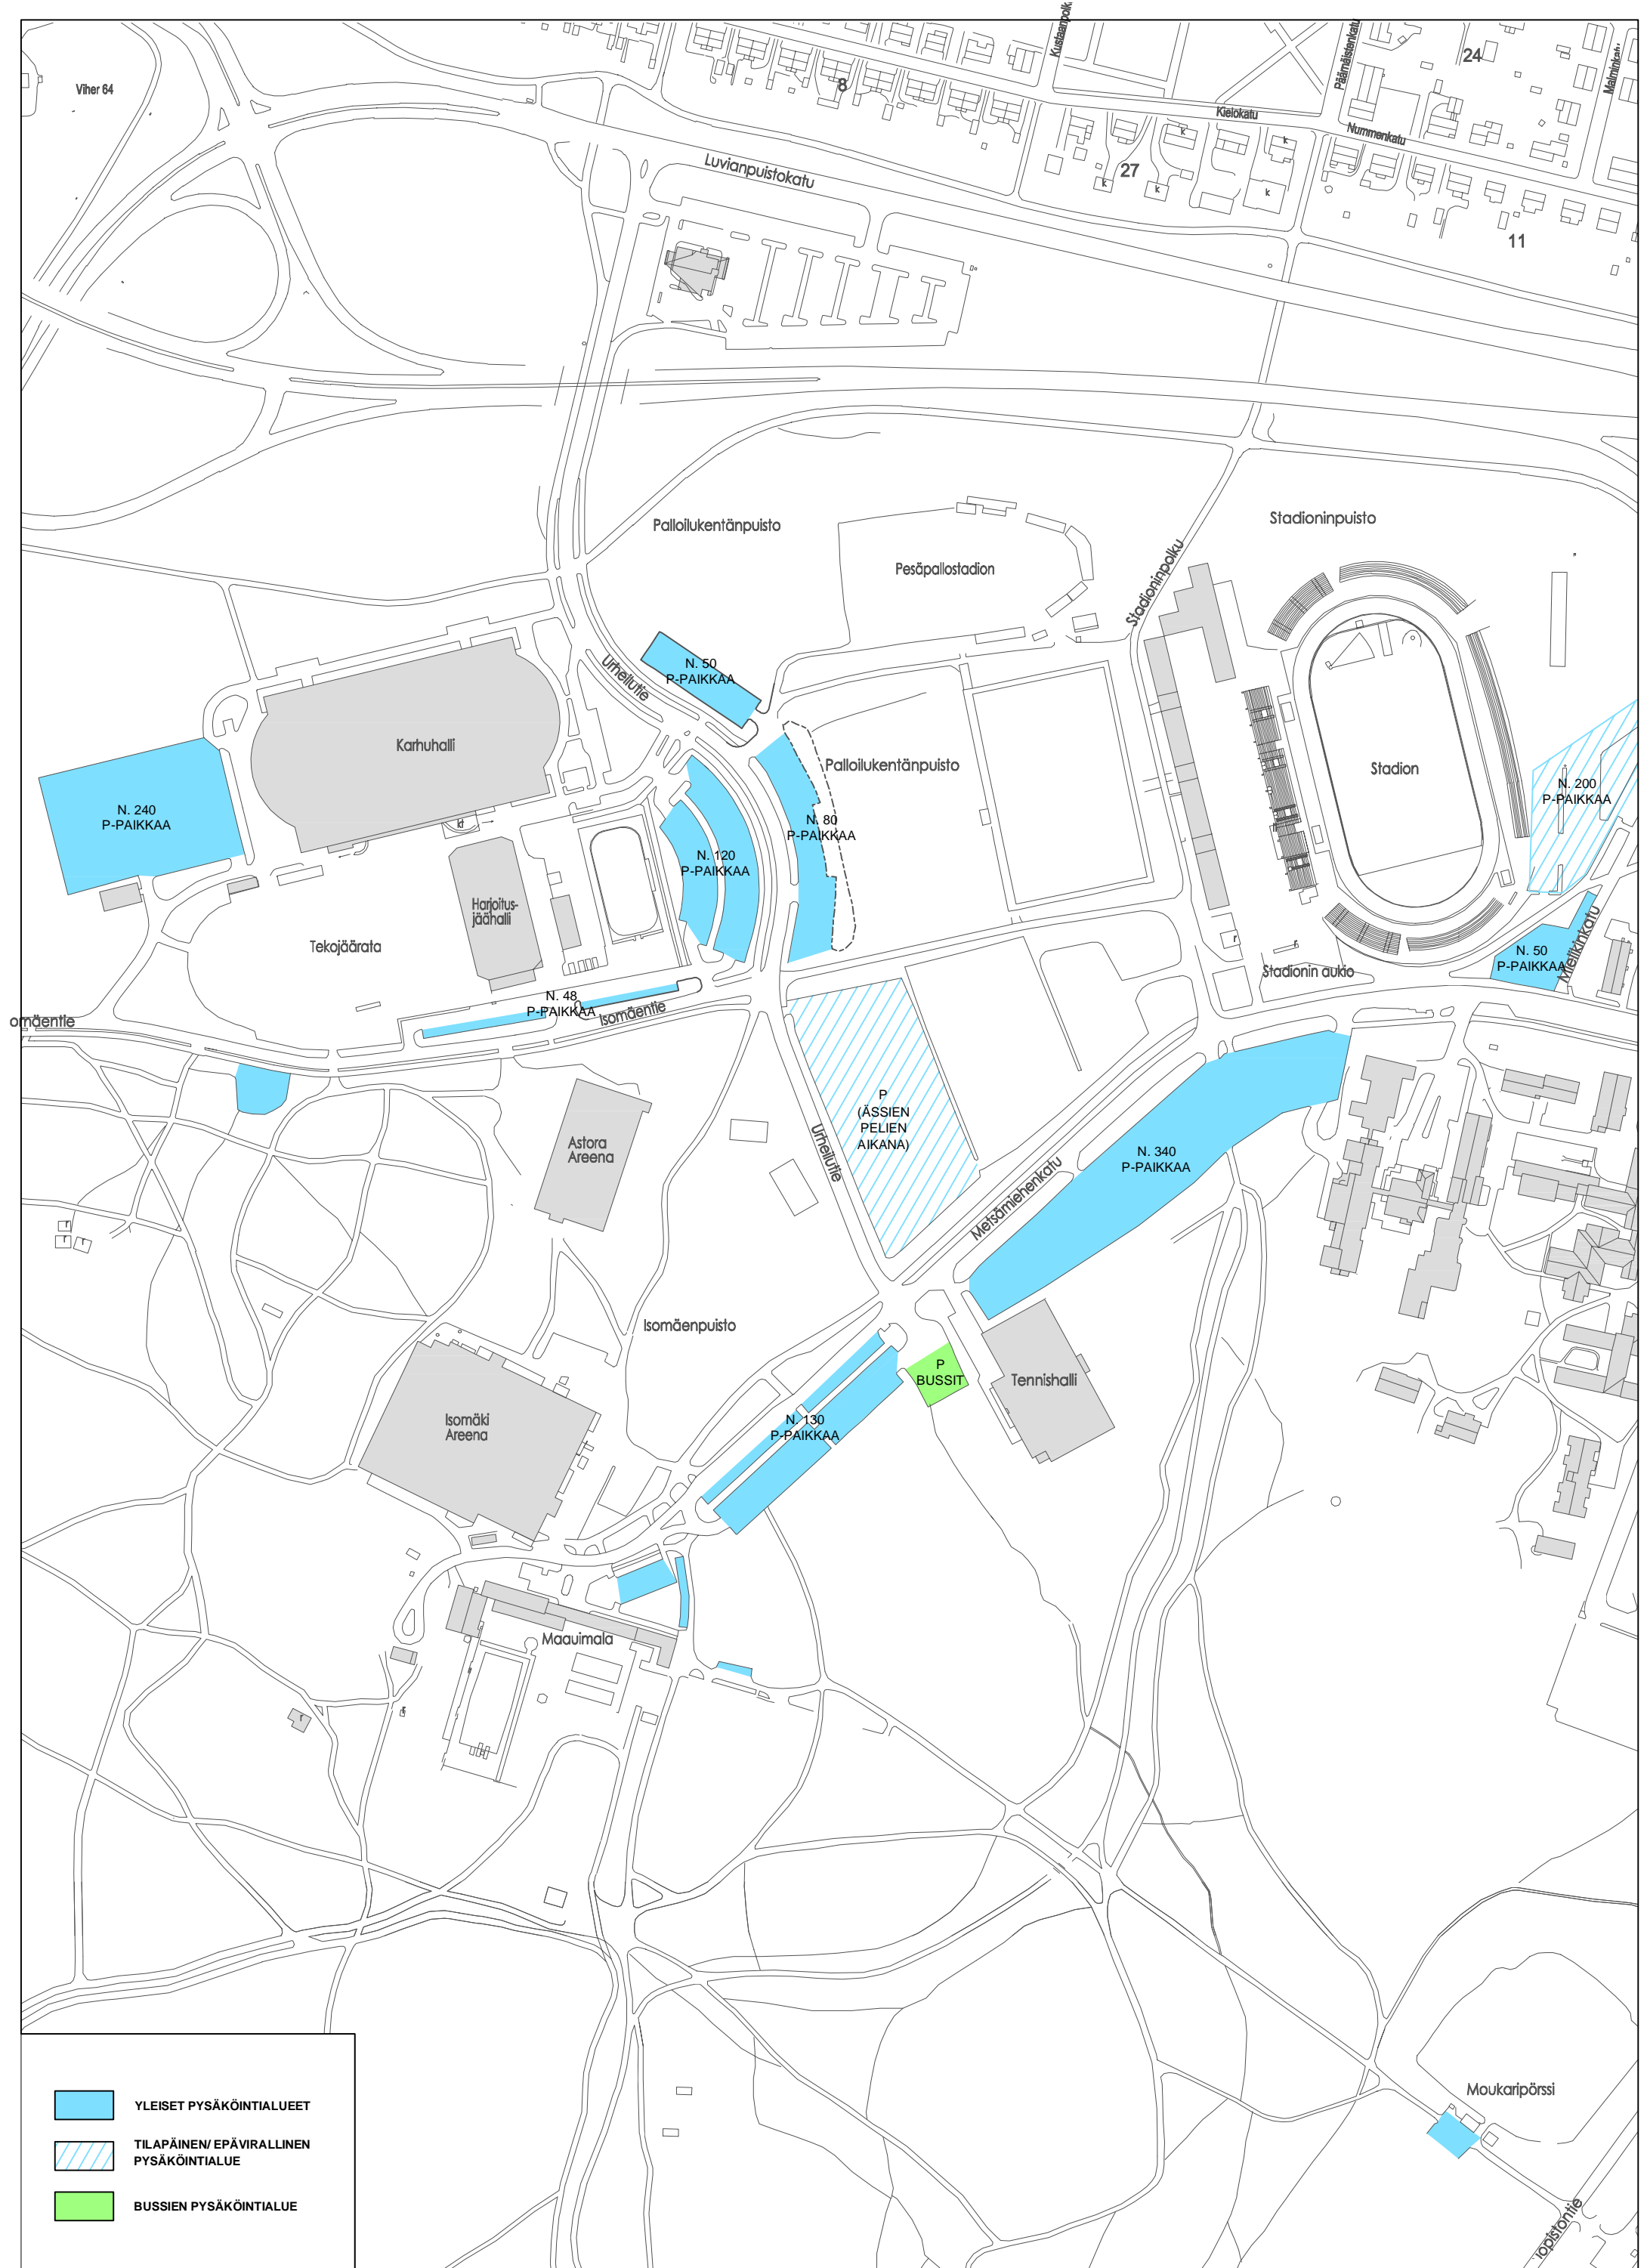 Kustaanpolk
Päämäistenkatu
24
Malminkatu
Viher 64
8
Kielokatu
Nummenkatu
k
k
27
k
k
k
Luvianpuistokatu
11
Palloilukentänpuisto
Stadioninpuisto
Pesäpallostadion
Stadioninpolku
Urheilutie
N. 50
P-PAIKKAA
Karhuhalli
Palloilukentänpuisto
Stadion
N. 200
P-PAIKKAA
N. 240
P-PAIKKAA
kt
N. 80
P-PAIKKAA
N. 120
P-PAIKKAA
Harjoitus-
jäähalli
Tekojäärata
r
r
Stadionin aukio
N. 50
P-PAIKKAA
Mielikinkatu
N. 48
P-PAIKKAA
Isomäentie
omäentie
P
(ÄSSIEN
PELIEN
AIKANA)
Astora
Areena
Urheilutie
N. 340
P-PAIKKAA
Metsämiehenkatu
r
r
r
Isomäenpuisto
P
BUSSIT
Tennishalli
Isomäki
Areena
N. 130
P-PAIKKAA
Maauimala
r
r
Moukaripörssi
YLEISET PYSÄKÖINTIALUEET
TILAPÄINEN/ EPÄVIRALLINEN
PYSÄKÖINTIALUE
BUSSIEN PYSÄKÖINTIALUE
opistontie